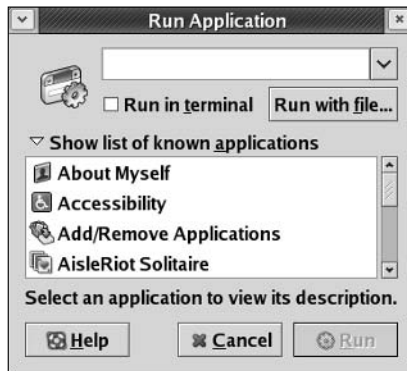 Run Application
Run in terminal
Run with file...
Show list of known applications
About Myself
Accessibility
Add/Remove Applications
AisleRiot Solitaire
Select an application to view its description.
Help
Cancel
Run